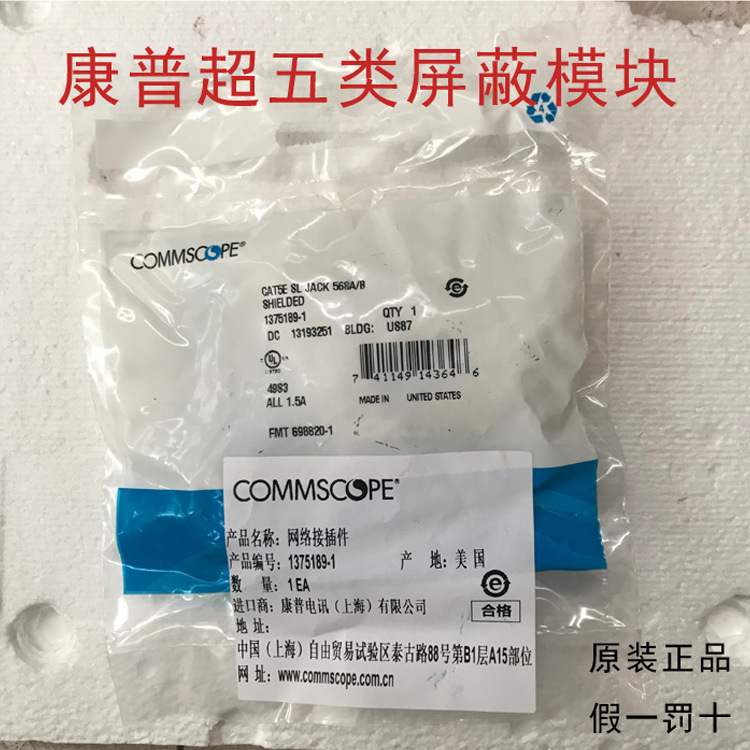 康普超五类屏蔽模块
4
COMMSCOPE®
CAT5E SL JACK 568A/B
SHIELDED
1375189-1 QTY 1
DC 13193251 BLDG: US87
UL
LISTED
49S3
ALL 1.5A
7 41149 14364 6
MADE IN UNITED STATES
FMT 698820-1
COMMSCOPE®
产品名称: 网络接插件
产品编号: 1375189-1 产 地: 美国
数 量: 1EA
e
合格
进口商: 康普电讯（上海）有限公司
地 址:
中国（上海）自由贸易试验区泰古路88号第B1层A15部位
网 址: www.commscope.com.cn
原装正品
假一罚十